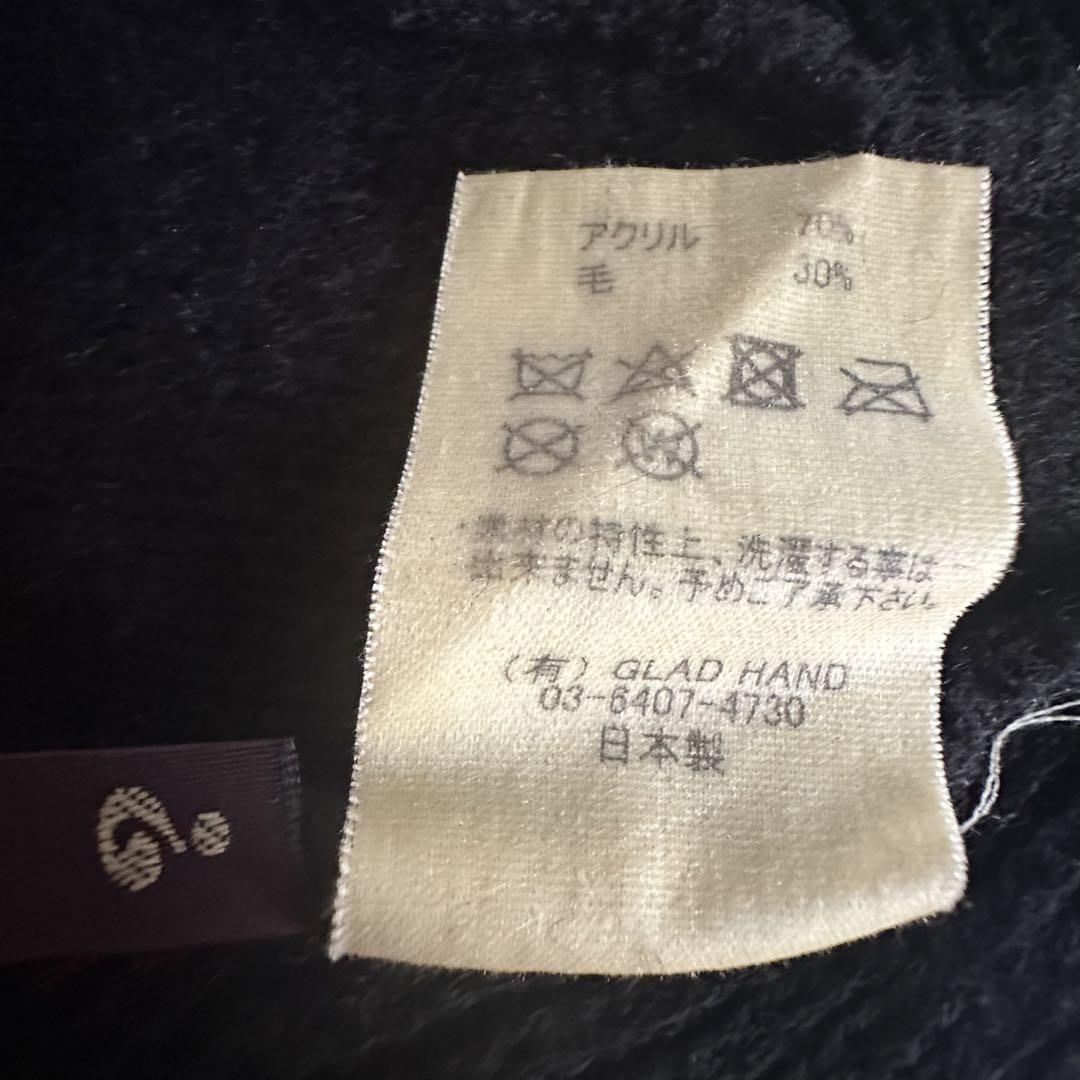 アクリル 70%
毛 30%
素材の特性上、洗濯する事は
出来ません。予めご了承下さい。
(有) GLAD HAND
03-6407-4730
日本製